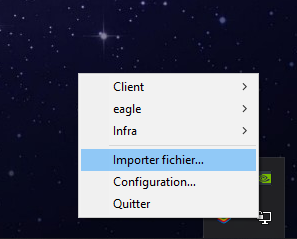 Client
eagle
Infra
Importer fichier...
Configuration...
Quitter